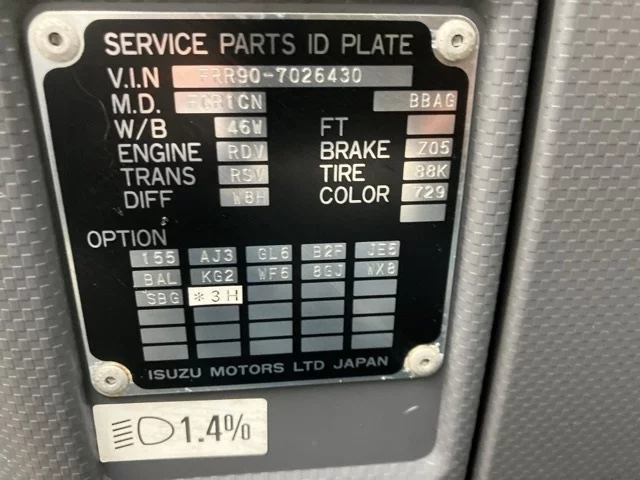 SERVICE PARTS ID PLATE
V.I.N FRR90-7026430
M.D. FCR1CN BBAG
W/B 46W FT
ENGINE RDV BRAKE Z05
TRANS RSV TIRE 88K
DIFF W8H COLOR 729
OPTION
155 AJ3 GL6 B2F JE5
BAL KG2 WF6 8GJ WX8
SBG *3H
ISUZU MOTORS LTD JAPAN
1.4%